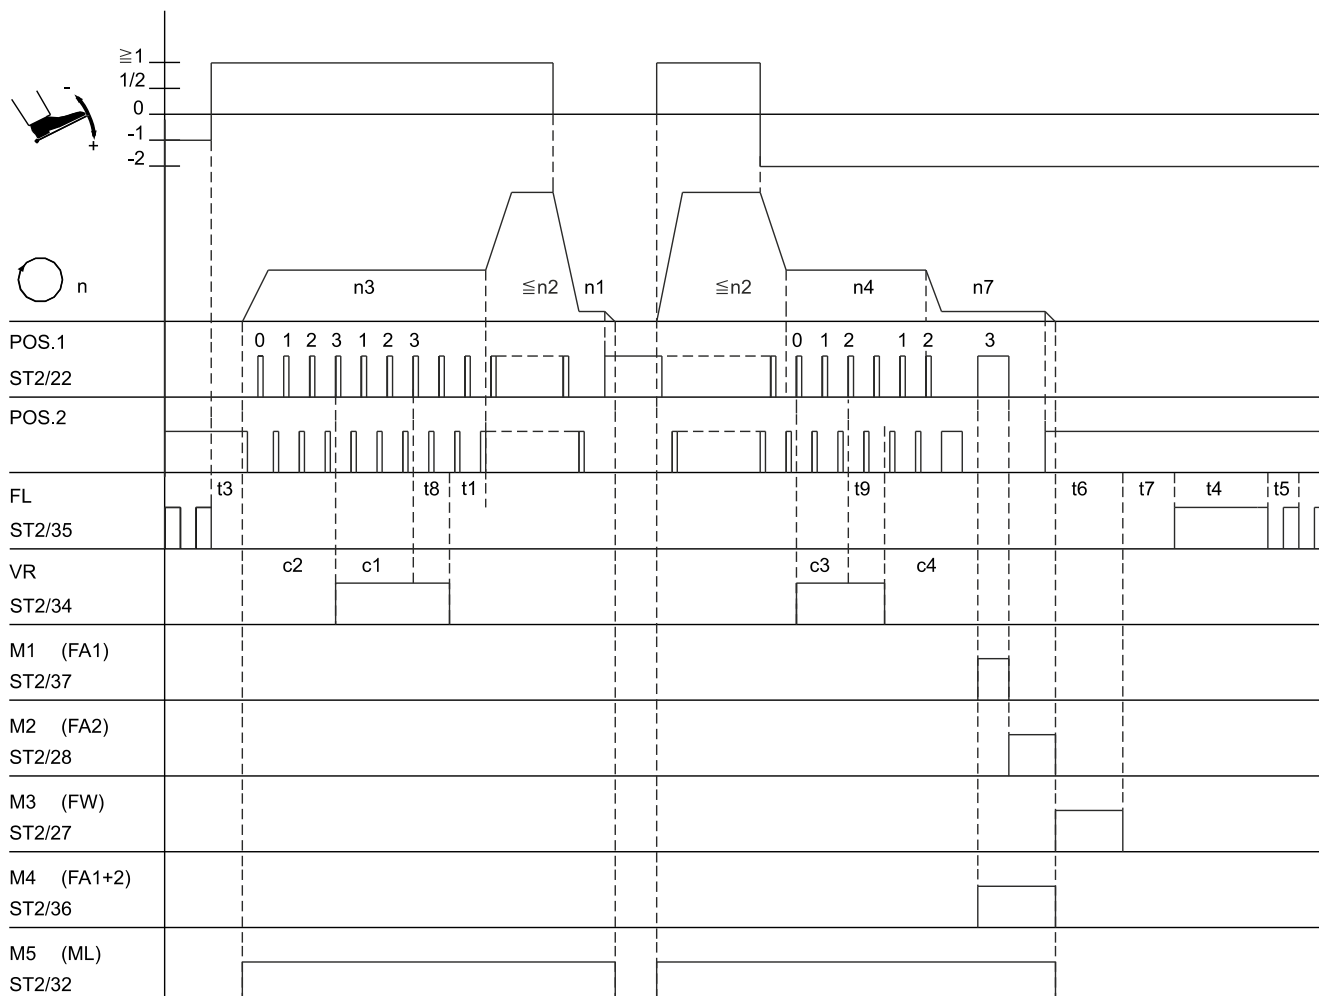 ≧1
1/2
0
-1
-2
-
+
n
n3 ≦n2 n1 ≦n2 n4 n7
POS.1 0 1 2 3 1 2 3 0 1 2 1 2 3
ST2/22
POS.2
FL t3 t8 t1 t9 t6 t7 t4 t5
ST2/35
VR c2 c1 c3 c4
ST2/34
M1 (FA1)
ST2/37
M2 (FA2)
ST2/28
M3 (FW)
ST2/27
M4 (FA1+2)
ST2/36
M5 (ML)
ST2/32